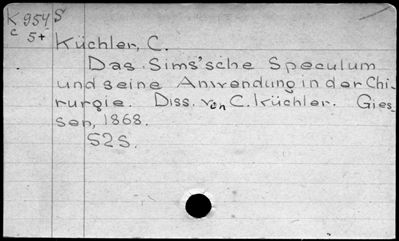 K 954 S
c 5+
Küchler, C.
Das Sims'sche Speculum
und seine Anwendung in der Chi-
rurgie. Diss. von C. Küchler. Gies-
sen, 1868.
52 S.